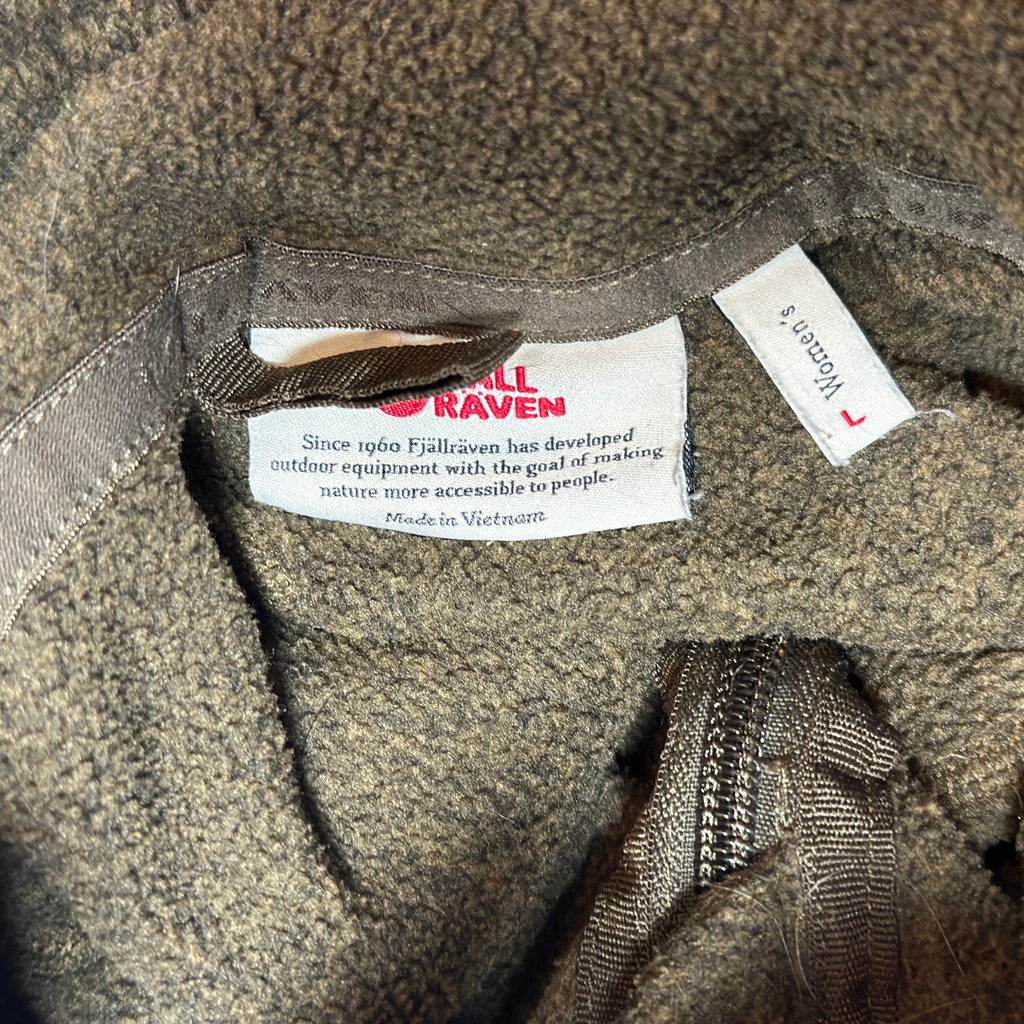 RÄVEN
Since 1960 Fjällräven has developed
outdoor equipment with the goal of making
nature more accessible to people.
Made in Vietnam
Women's
L